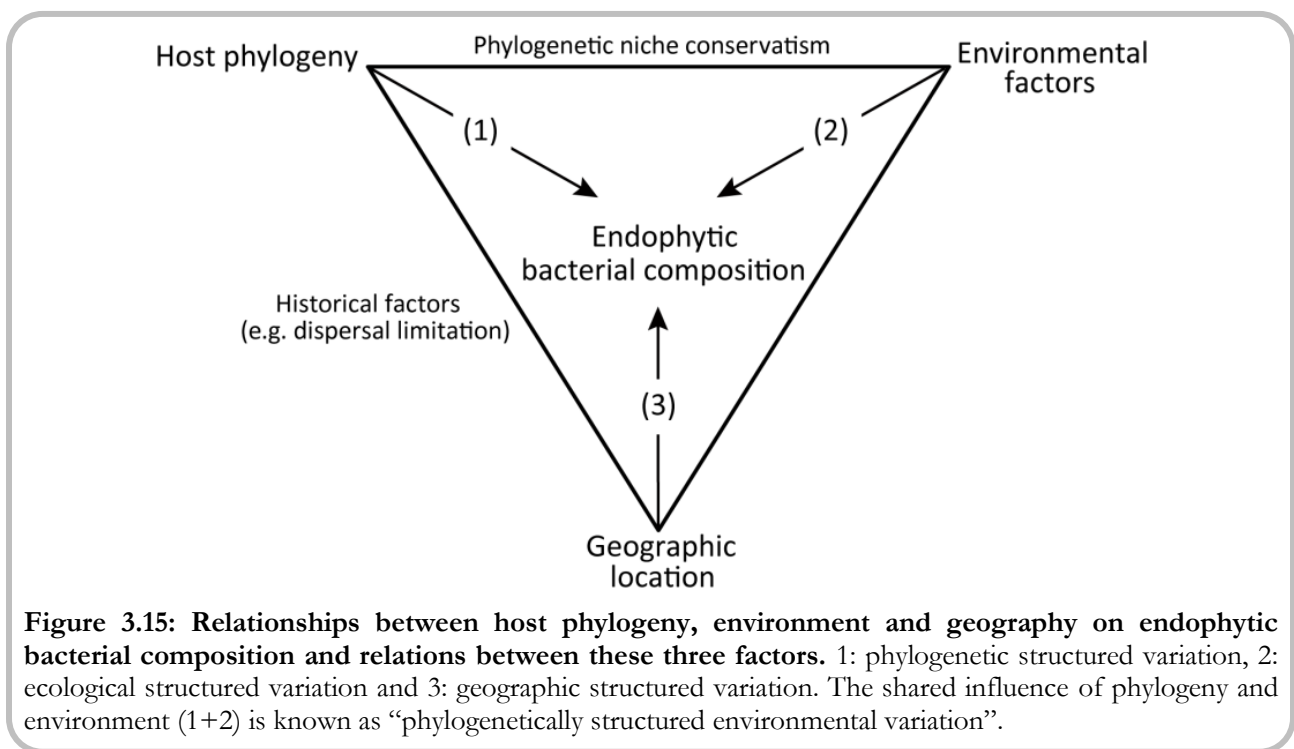 Phylogenetic niche conservatism
Host phylogeny
Environmental
factors
(1)
(2)
Endophytic
bacterial composition
Historical factors
(e.g. dispersal limitation)
(3)
Geographic
location
Figure 3.15: Relationships between host phylogeny, environment and geography on endophytic
bacterial composition and relations between these three factors. 1: phylogenetic structured variation, 2:
ecological structured variation and 3: geographic structured variation. The shared influence of phylogeny and
environment (1+2) is known as “phylogenetically structured environmental variation”.